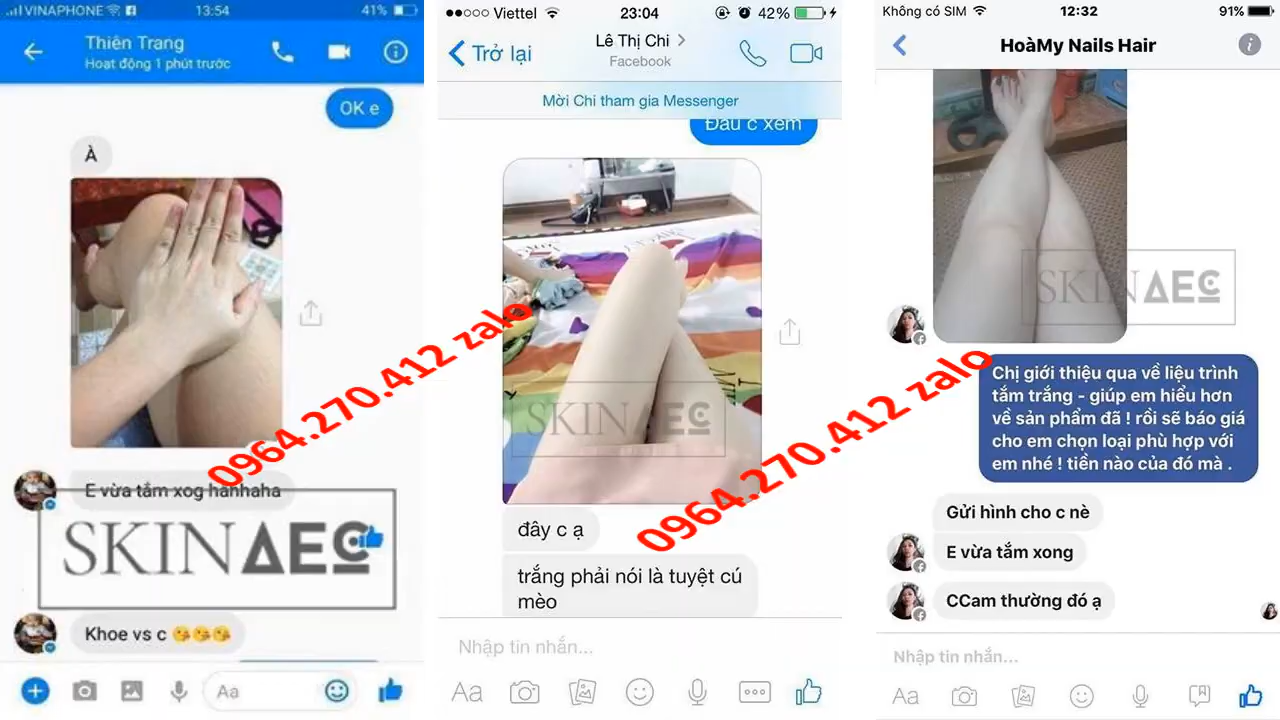 VINAPHONE
13:54
41%
Thiên Trang
Hoạt động 1 phút trước
OK e
À
E vừa tắm xog hahhaha
SKINAEC
Khoe vs c
Aa
Viettel
23:04
42%
Trở lại
Lê Thị Chi
Facebook
Mời Chi tham gia Messenger
Đâu c xem
SKINAEC
đây c ạ
trắng phải nói là tuyệt cú
mèo
Nhập tin nhắn...
Aa
Không có SIM
12:32
91%
HoàMy Nails Hair
SKINAEC
Chị giới thiệu qua về liệu trình
tắm trắng - giúp em hiểu hơn
về sản phẩm đã ! rồi sẽ báo giá
cho em chọn loại phù hợp với
em nhé ! tiền nào của đó mà .
Gửi hình cho c nè
E vừa tắm xong
CCam thường đó ạ
Nhập tin nhắn...
Aa
0964.270.412 zalo
0964.270.412 zalo